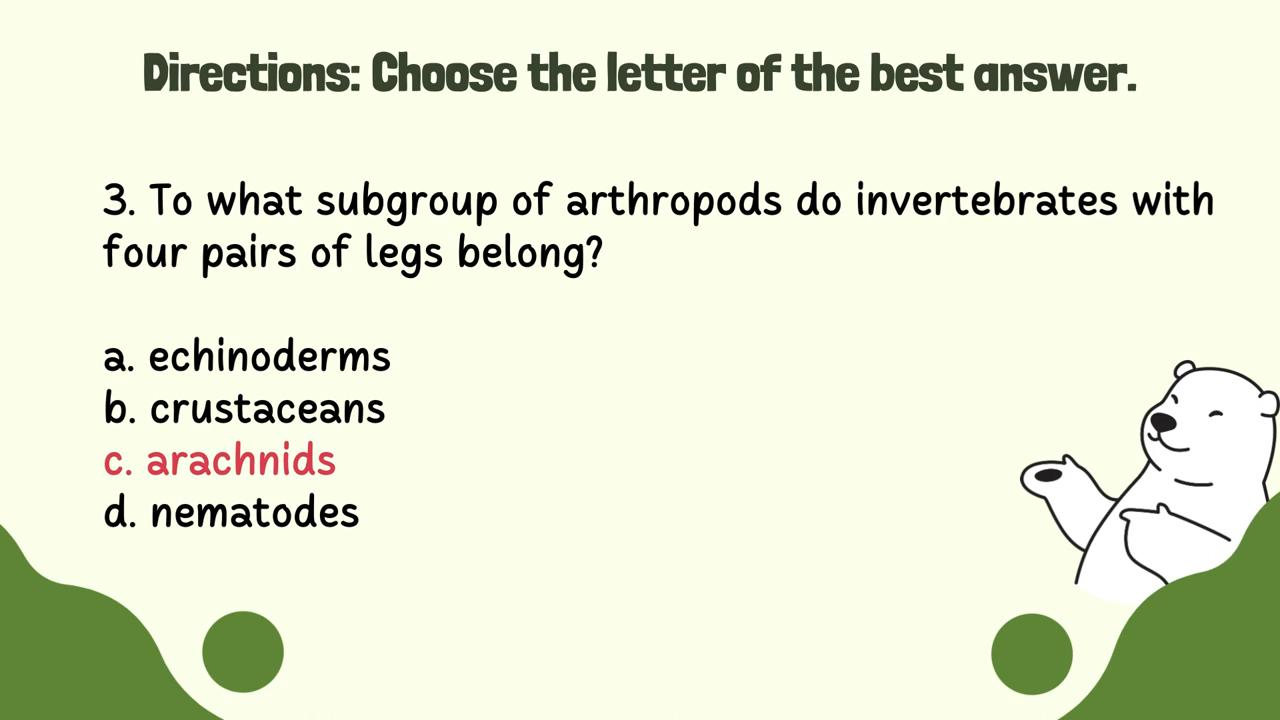 Directions: Choose the letter of the best answer.
3. To what subgroup of arthropods do invertebrates with
four pairs of legs belong?
a. echinoderms
b. crustaceans
c. arachnids
d. nematodes